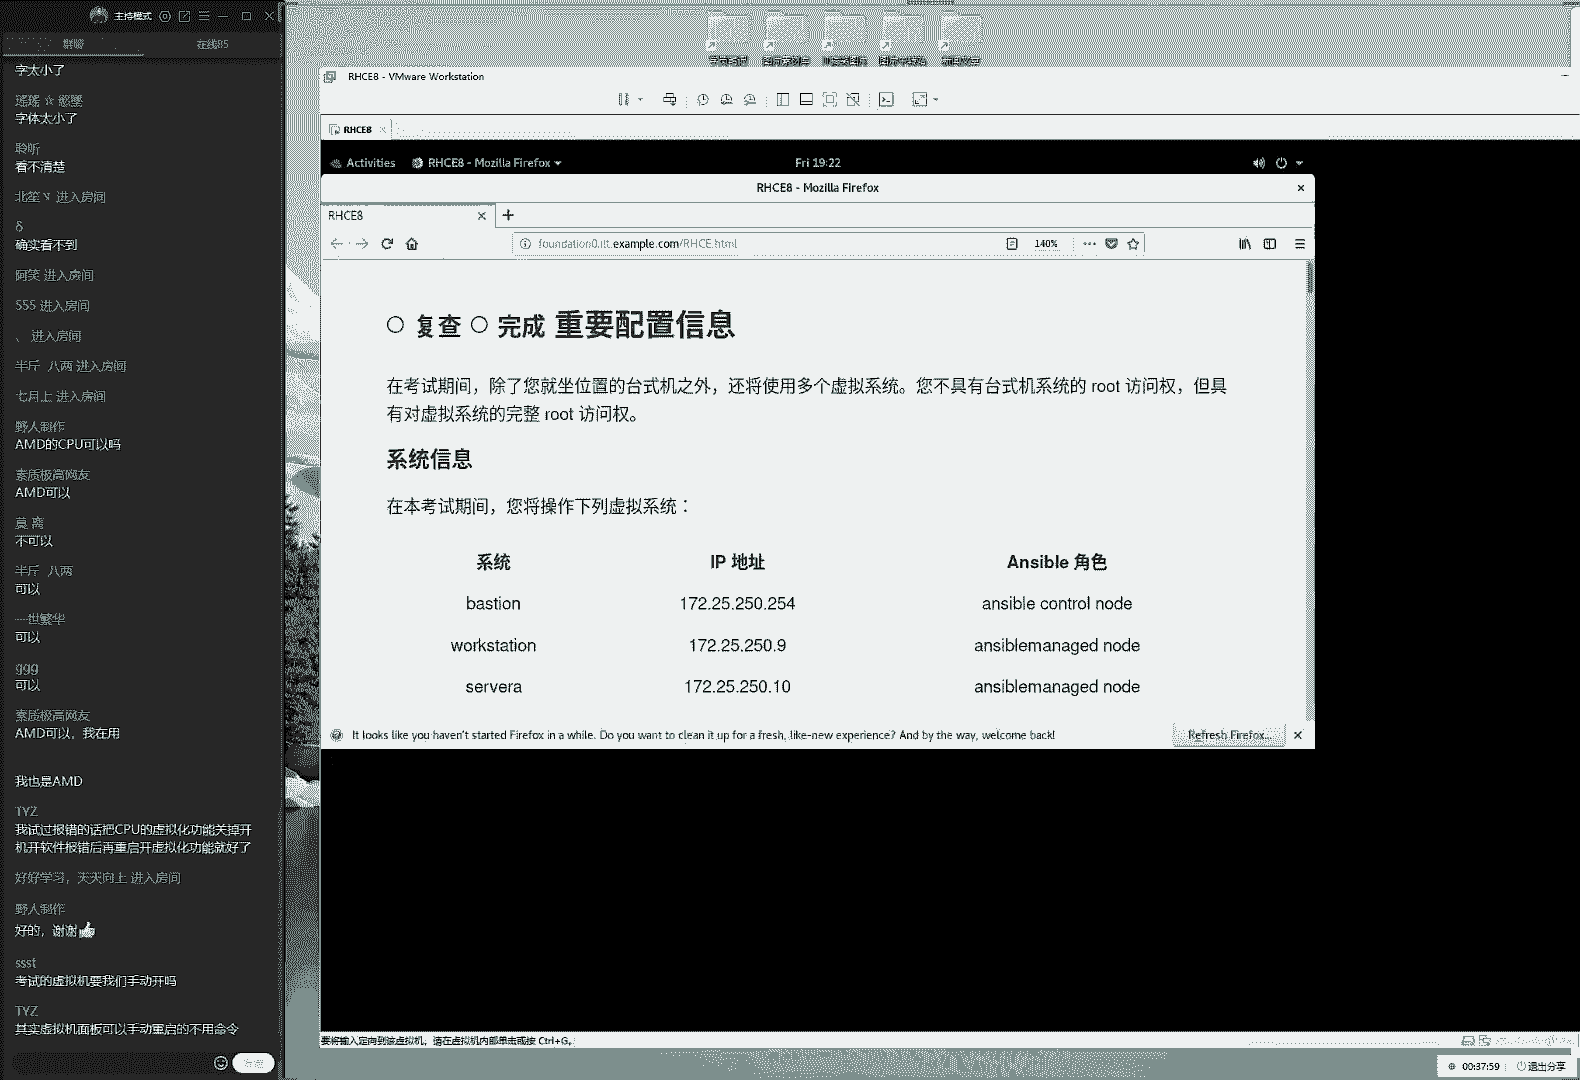 主持模式
群聊
在线85
字太小了
瑶瑶 ☆
字体太小了
聆听
看不清楚
北笙ヾ 进入房间
δ
确实看不到
阿笑 进入房间
555 进入房间
、 进入房间
半斤 八两 进入房间
七月上 进入房间
野人制作
AMD的CPU可以吗
素质极高网友
AMD可以
莫 离
不可以
半斤 八两
可以
一世繁华
可以
ggg
可以
素质极高网友
AMD可以，我在用
我也是AMD
TYZ
我试过报错的话把CPU的虚拟化功能关掉开
机开软件报错后再重启开虚拟化功能就好了
好好学习，天天向上 进入房间
野人制作
好的，谢谢
ssst
考试的虚拟机要我们手动开吗
TYZ
其实虚拟机面板可以手动重启的不用命令
RHCE8 - VMware Workstation
RHCE8
Activities RHCE8 - Mozilla Firefox Fri 19:22
RHCE8 - Mozilla Firefox
RHCE8
foundation0.ilt.example.com/RHCE.html 140%
复查 完成 重要配置信息
在考试期间，除了您就坐位置的台式机之外，还将使用多个虚拟系统。您不具有台式机系统的 root 访问权，但具
有对虚拟系统的完整 root 访问权。
系统信息
在本考试期间，您将操作下列虚拟系统：
系统 IP 地址 Ansible 角色
bastion 172.25.250.254 ansible control node
workstation 172.25.250.9 ansiblemanaged node
servera 172.25.250.10 ansiblemanaged node
It looks like you haven't started Firefox in a while. Do you want to clean it up for a fresh, like-new experience? And by the way, welcome back!
Refresh Firefox...
要将输入定向到该虚拟机，请在虚拟机内部单击或按 Ctrl+G。
00:37:59 退出分享